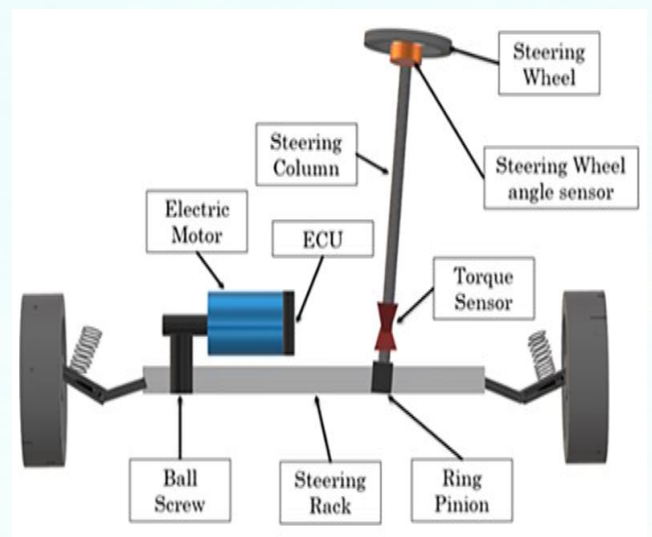 Steering
Wheel
Steering
Column
Steering Wheel
angle sensor
Electric
Motor
ECU
Torque
Sensor
Ball
Screw
Steering
Rack
Ring
Pinion